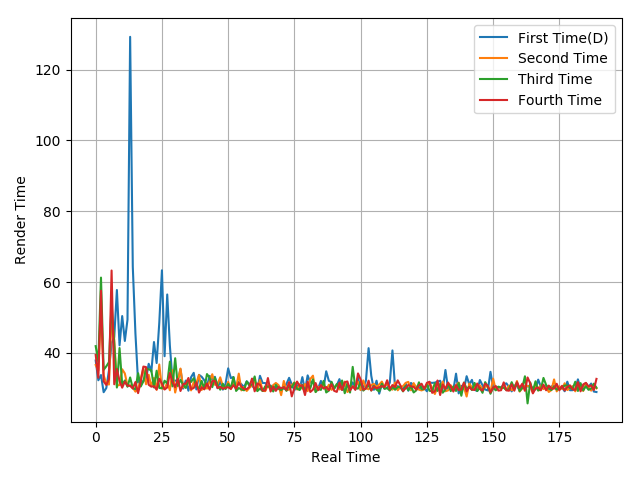 First Time(D)
Second Time
Third Time
Fourth Time
120
100
80
60
40
Render Time
0
25
50
75
100
125
150
175
Real Time